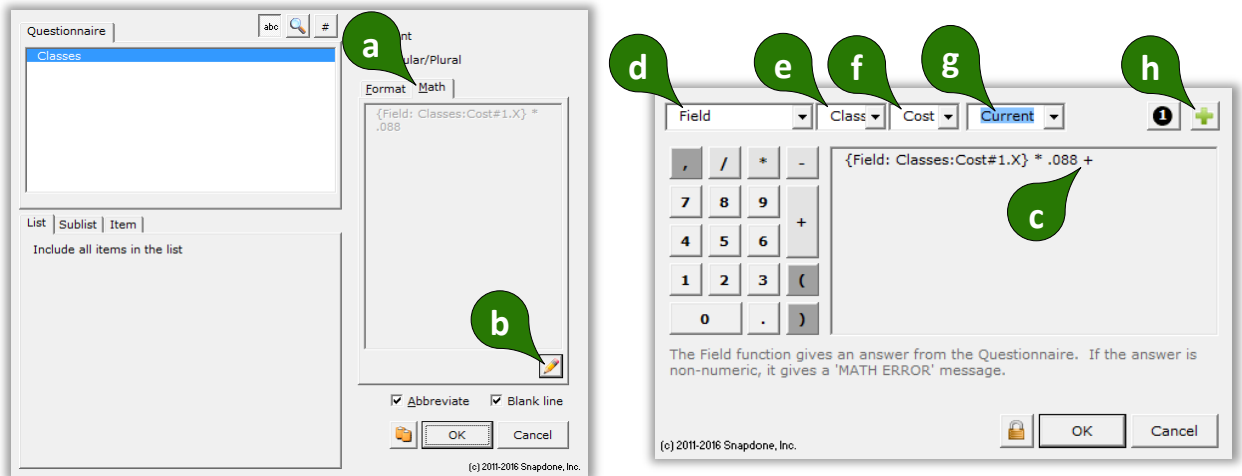 Questionnaire
abc
#
Classes
a
Format
Math
{Field: Classes:Cost#1.X} *
.088
List
Sublist
Item
Include all items in the list
b
Abbreviate
Blank line
OK
Cancel
(c) 2011-2016 Snapdone, Inc.
d
e
f
g
h
Field
Class
Cost
Current
1
, / * -
7 8 9 +
4 5 6
1 2 3 (
0 . )
{Field: Classes:Cost#1.X} * .088 +
c
The Field function gives an answer from the Questionnaire. If the answer is
non-numeric, it gives a 'MATH ERROR' message.
OK
Cancel
(c) 2011-2016 Snapdone, Inc.